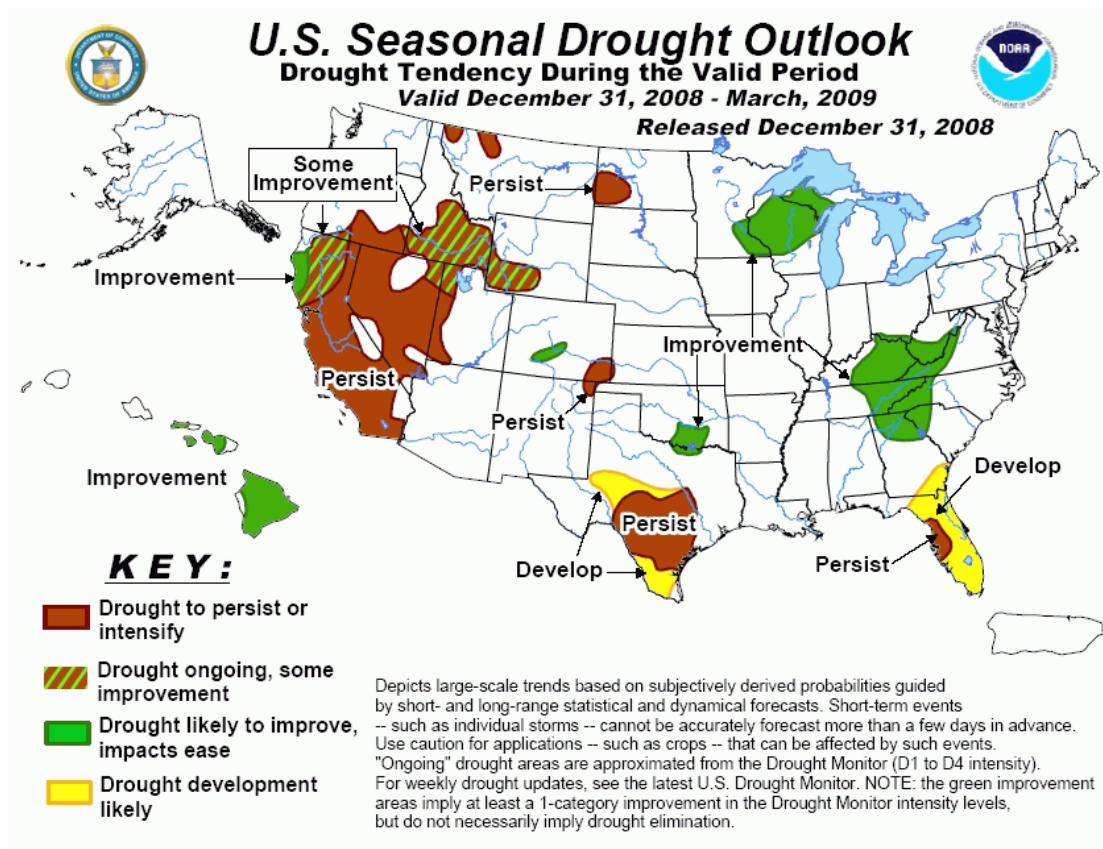 U.S. Seasonal Drought Outlook
Drought Tendency During the Valid Period
Valid December 31, 2008 - March, 2009
Released December 31, 2008
NOAA
Some
Improvement
Persist
Improvement
Improvement
Persist
Persist
Improvement
Develop
Persist
Develop
Persist
KEY:
Drought to persist or
intensify
Drought ongoing, some
improvement
Drought likely to improve,
impacts ease
Drought development
likely
Depicts large-scale trends based on subjectively derived probabilities guided
by short- and long-range statistical and dynamical forecasts. Short-term events
-- such as individual storms -- cannot be accurately forecast more than a few days in advance.
Use caution for applications -- such as crops -- that can be affected by such events.
"Ongoing" drought areas are approximated from the Drought Monitor (D1 to D4 intensity).
For weekly drought updates, see the latest U.S. Drought Monitor. NOTE: the green improvement
areas imply at least a 1-category improvement in the Drought Monitor intensity levels,
but do not necessarily imply drought elimination.